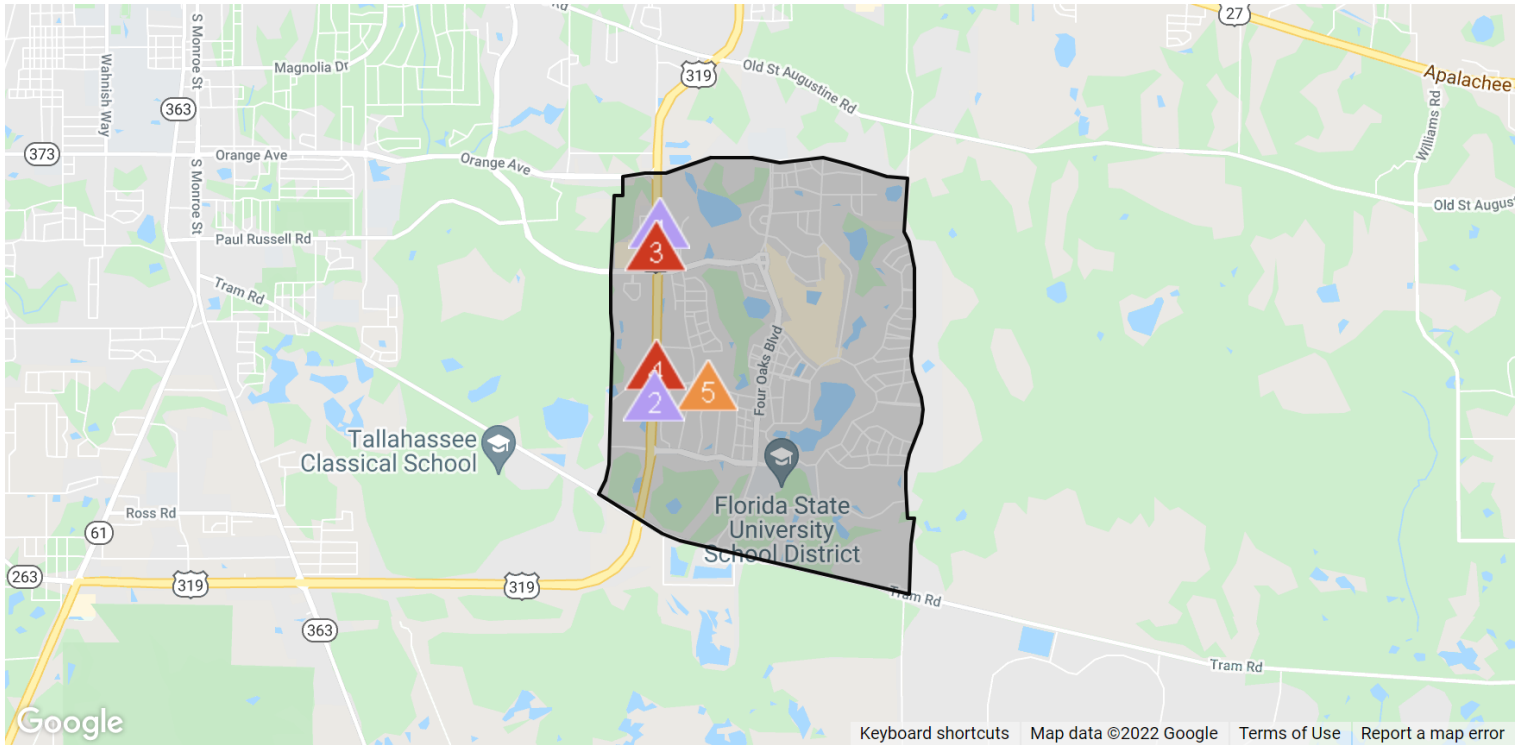 Rd
27
S Monroe St
Wahnish Way
Magnolia Dr
319
Old St Augustine Rd
Apalachee
363
Williams Rd
373
Orange Ave
Orange Ave
S Monroe St
Old St Augus
Paul Russell Rd
3
Tram Rd
Four Oaks Blvd
4
5
2
Tallahassee
Classical School
Florida State
University
School District
Ross Rd
61
263
319
319
Tram Rd
363
Tram Rd
Google
Keyboard shortcuts
Map data ©2022 Google
Terms of Use
Report a map error